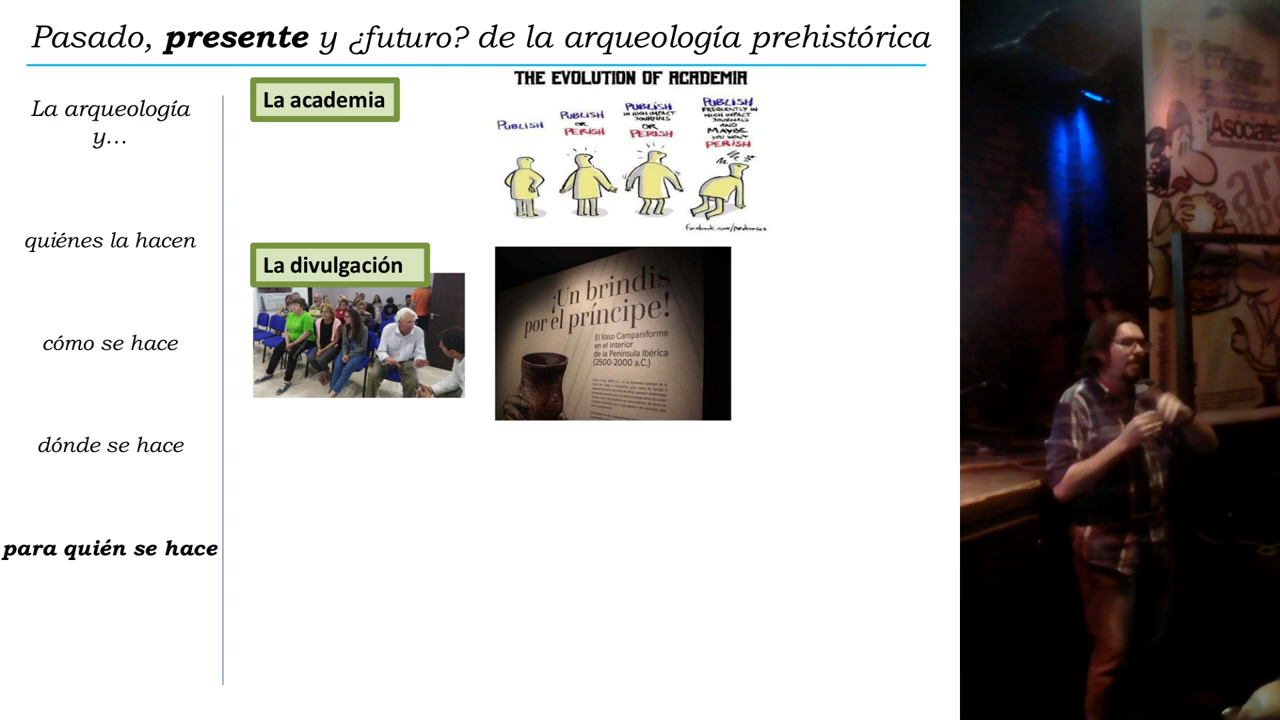 Pasado, presente y ¿futuro? de la arqueología prehistórica
La arqueología
y...
quiénes la hacen
cómo se hace
dónde se hace
para quién se hace
La academia
THE EVOLUTION OF ACADEMIA
PUBLISH
PUBLISH
OR
PERISH
PUBLISH
IN HIGH IMPACT
JOURNALS
OR
PERISH
PUBLISH
FREQUENTLY IN
HIGH IMPACT
JOURNALS
AND
MAYBE
YOU WON'T
PERISH
La divulgación
¡Un brindis
por el príncipe!
El Vaso Campaniforme
en el interior
de la Península Ibérica
(2500-2000 a.C.)